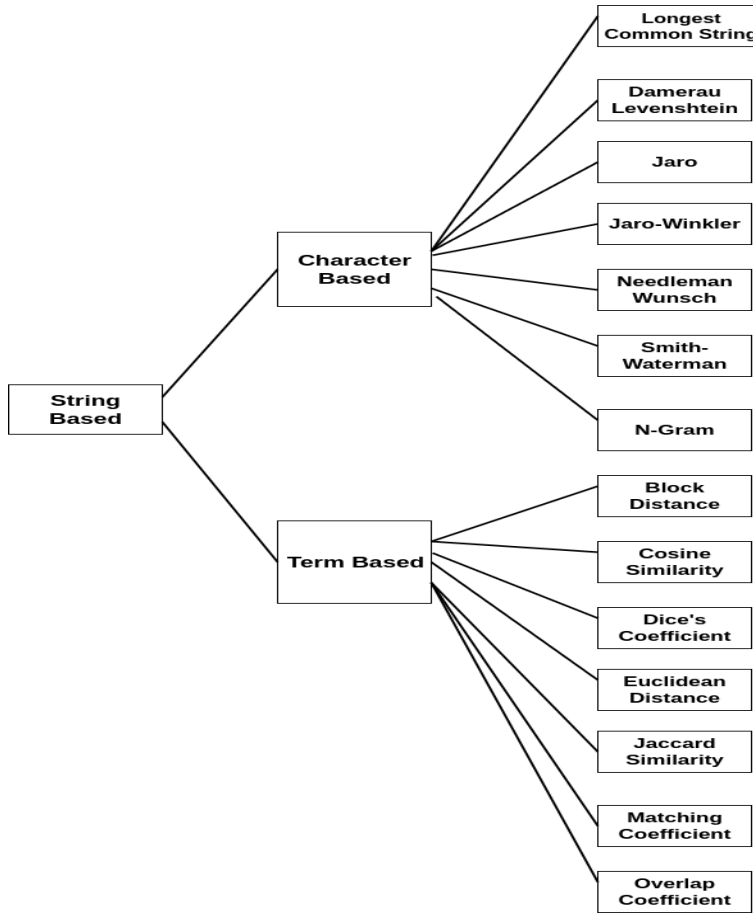 Longest
Common String
Damerau
Levenshtein
Jaro
Jaro-Winkler
Character
Based
Needleman
Wunsch
Smith-
Waterman
String
Based
N-Gram
Block
Distance
Term Based
Cosine
Similarity
Dice's
Coefficient
Euclidean
Distance
Jaccard
Similarity
Matching
Coefficient
Overlap
Coefficient